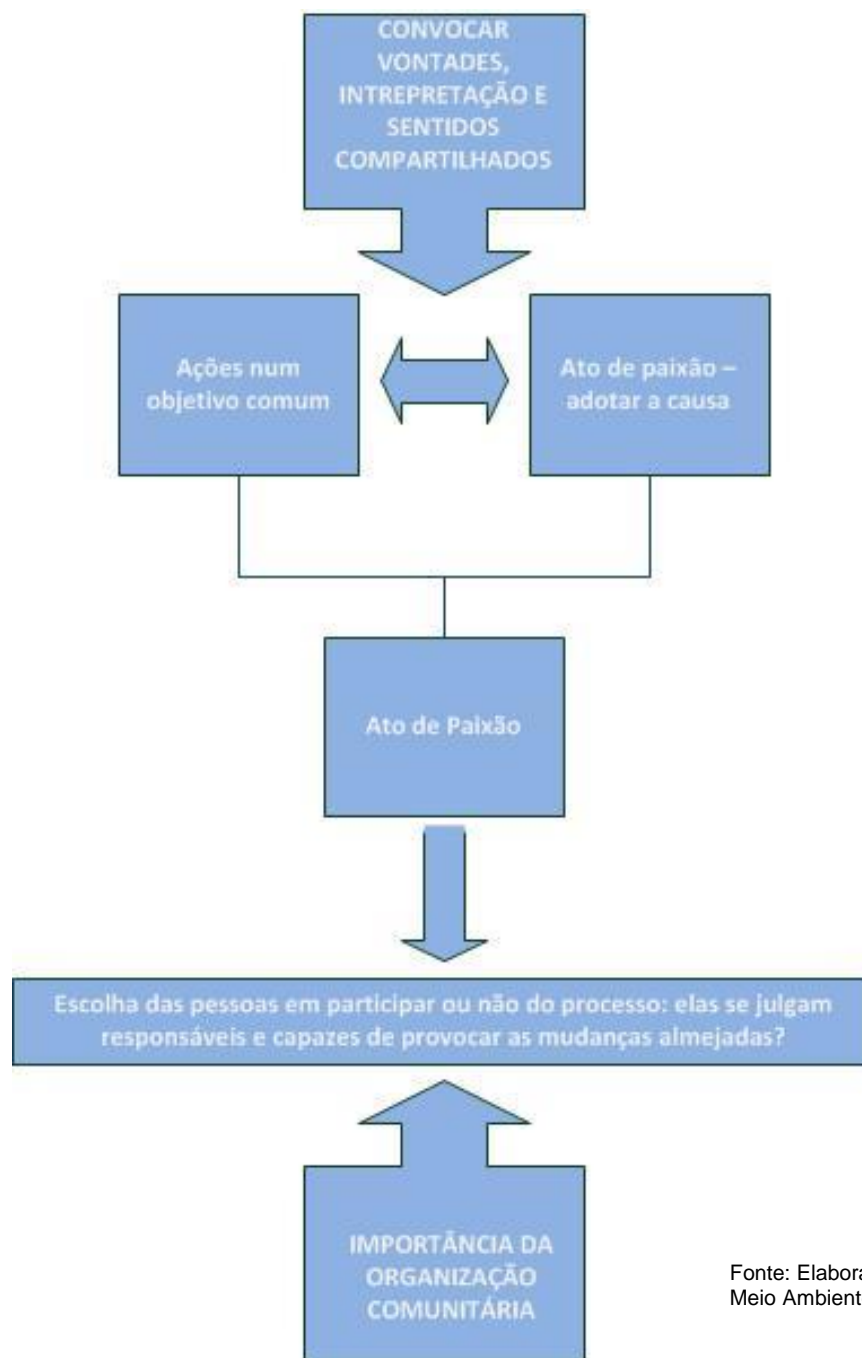 CONVOCAR
VONTADES,
INTREPRETAÇÃO E
SENTIDOS
COMPARTILHADOS
Ações num
objetivo comum
Ato de paixão –
adotar a causa
Ato de Paixão
Escolha das pessoas em participar ou não do processo: elas se julgam
responsáveis e capazes de provocar as mudanças almejadas?
IMPORTÂNCIA DA
ORGANIZAÇÃO
COMUNITÁRIA
Fonte: Elabora
Meio Ambient